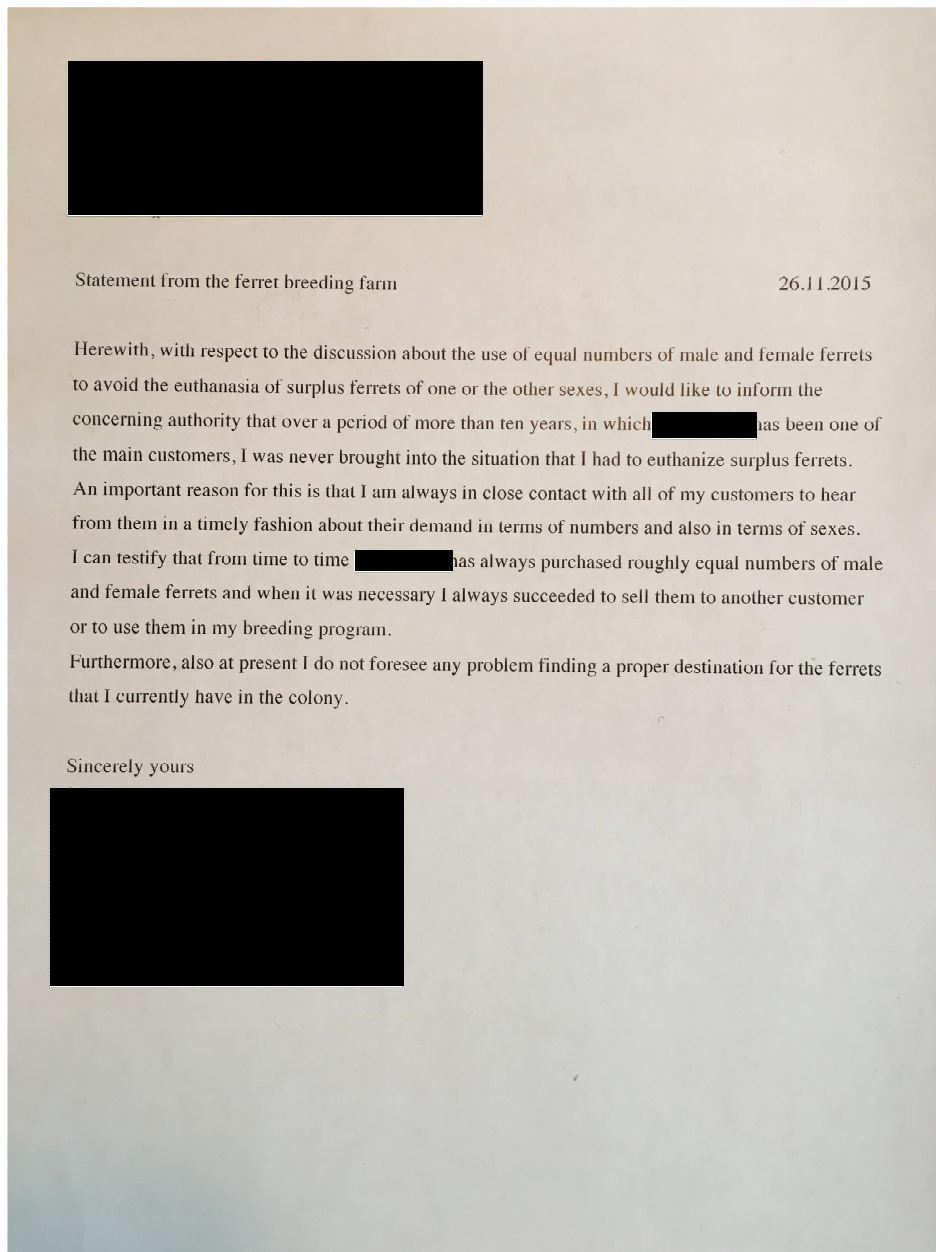 Statement from the ferret breeding farm 26.11.2015
Herewith, with respect to the discussion about the use of equal numbers of male and female ferrets
to avoid the euthanasia of surplus ferrets of one or the other sexes, I would like to inform the
concerning authority that over a period of more than ten years, in which has been one of
the main customers, I was never brought into the situation that I had to euthanize surplus ferrets.
An important reason for this is that I am always in close contact with all of my customers to hear
from them in a timely fashion about their demand in terms of numbers and also in terms of sexes.
I can testify that from time to time has always purchased roughly equal numbers of male
and female ferrets and when it was necessary I always succeeded to sell them to another customer
or to use them in my breeding program.
Furthermore, also at present I do not foresee any problem finding a proper destination for the ferrets
that I currently have in the colony.
Sincerely yours